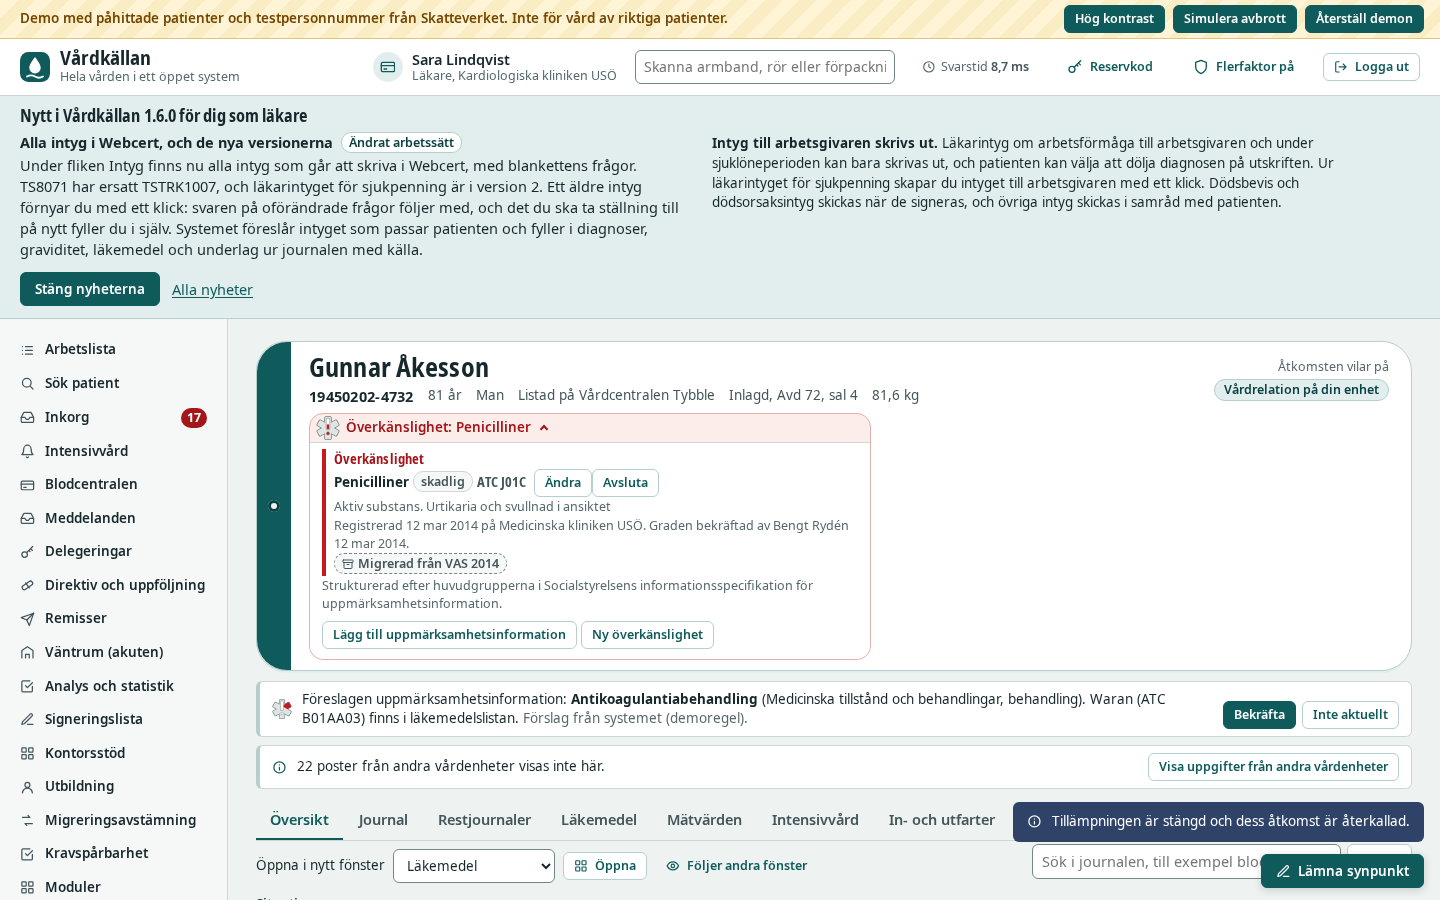 Demo med påhittade patienter och testpersonnummer från Skatteverket. Inte för vård av riktiga patienter.
Hög kontrast
Simulera avbrott
Återställ demon
Vårdkällan
Hela vården i ett öppet system
Sara Lindqvist
Läkare, Kardiologiska kliniken USÖ
Skanna armband, rör eller förpackni
Svarstid 8,7 ms
Reservkod
Flerfaktor på
Logga ut
Nytt i Vårdkällan 1.6.0 för dig som läkare
Alla intyg i Webcert, och de nya versionerna
Ändrat arbetssätt
Under fliken Intyg finns nu alla intyg som går att skriva i Webcert, med blankettens frågor.
TS8071 har ersatt TSTRK1007, och läkarintyget för sjukpenning är i version 2. Ett äldre intyg
förnyar du med ett klick: svaren på oförändrade frågor följer med, och det du ska ta ställning till
på nytt fyller du i själv. Systemet föreslår intyget som passar patienten och fyller i diagnoser,
graviditet, läkemedel och underlag ur journalen med källa.
Intyg till arbetsgivaren skrivs ut. Läkarintyg om arbetsförmåga till arbetsgivaren och under
sjuklöneperioden kan bara skrivas ut, och patienten kan välja att dölja diagnosen på utskriften. Ur
läkarintyget för sjukpenning skapar du intyget till arbetsgivaren med ett klick. Dödsbevis och
dödsorsaksintyg skickas när de signeras, och övriga intyg skickas i samråd med patienten.
Stäng nyheterna
Alla nyheter
Arbetslista
Sök patient
Inkorg
17
Intensivvård
Blodcentralen
Meddelanden
Delegeringar
Direktiv och uppföljning
Remisser
Väntrum (akuten)
Analys och statistik
Signeringslista
Kontorsstöd
Utbildning
Migreringsavstämning
Kravspårbarhet
Moduler
Gunnar Åkesson
19450202-4732
81 år
Man
Listad på Vårdcentralen Tybble
Inlagd, Avd 72, sal 4
81,6 kg
Åtkomsten vilar på
Vårdrelation på din enhet
Överkänslighet: Penicilliner
Överkänslighet
Penicilliner
skadlig
ATC J01C
Ändra
Avsluta
Aktiv substans. Urtikaria och svullnad i ansiktet
Registrerad 12 mar 2014 på Medicinska kliniken USÖ. Graden bekräftad av Bengt Rydén
12 mar 2014.
Migrerad från VAS 2014
Strukturerad efter huvudgrupperna i Socialstyrelsens informationsspecifikation för
uppmärksamhetsinformation.
Lägg till uppmärksamhetsinformation
Ny överkänslighet
Föreslagen uppmärksamhetsinformation: Antikoagulantiabehandling (Medicinska tillstånd och behandlingar, behandling). Waran (ATC
B01AA03) finns i läkemedelslistan. Förslag från systemet (demoregel).
Bekräfta
Inte aktuellt
22 poster från andra vårdenheter visas inte här.
Visa uppgifter från andra vårdenheter
Översikt
Journal
Restjournaler
Läkemedel
Mätvärden
Intensivvård
In- och utfarter
Tillämpningen är stängd och dess åtkomst är återkallad.
Öppna i nytt fönster
Läkemedel
Öppna
Följer andra fönster
Sök i journalen, till exempel
Lämna synpunkt